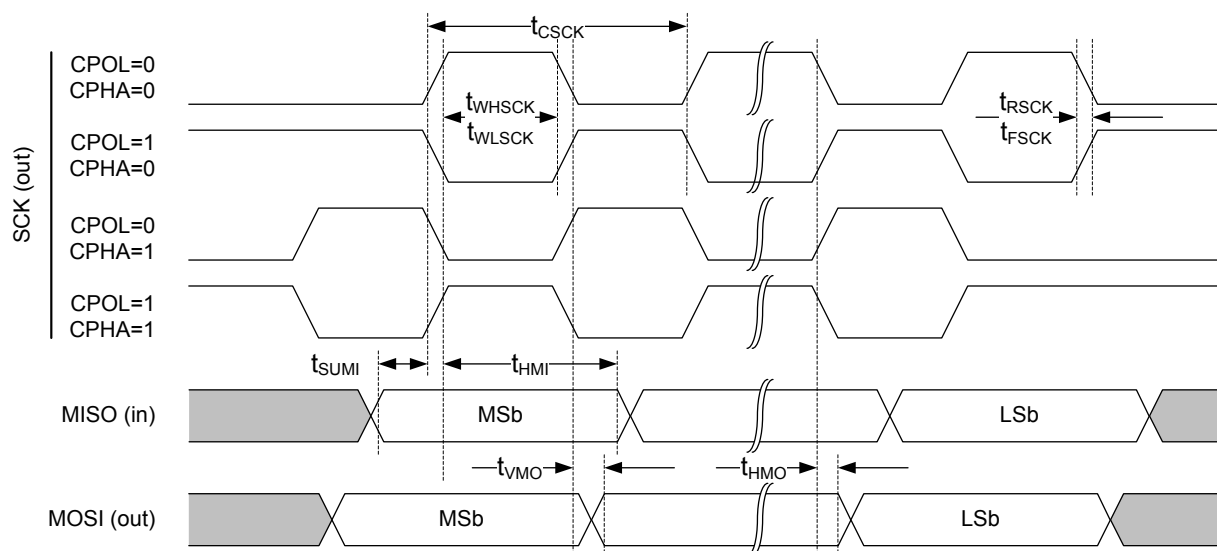 tCSCK
SCK (out)
CPOL=0
CPHA=0
tWHSCK
tWLSCK
tRSCK
tFSCK
CPOL=1
CPHA=0
CPOL=0
CPHA=1
CPOL=1
CPHA=1
tSUMI
tHMI
MISO (in)
MSb
LSb
tVMO
tHMO
MOSI (out)
MSb
LSb